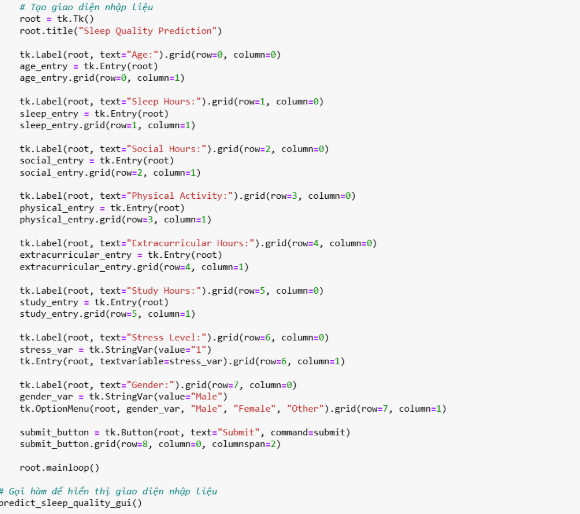 # Tạo giao diện nhập liệu
root = tk.Tk()
root.title("Sleep Quality Prediction")
tk.Label(root, text="Age:").grid(row=0, column=0)
age_entry = tk.Entry(root)
age_entry.grid(row=0, column=1)
tk.Label(root, text="Sleep Hours:").grid(row=1, column=0)
sleep_entry = tk.Entry(root)
sleep_entry.grid(row=1, column=1)
tk.Label(root, text="Social Hours:").grid(row=2, column=0)
social_entry = tk.Entry(root)
social_entry.grid(row=2, column=1)
tk.Label(root, text="Physical Activity:").grid(row=3, column=0)
physical_entry = tk.Entry(root)
physical_entry.grid(row=3, column=1)
tk.Label(root, text="Extracurricular Hours:").grid(row=4, column=0)
extracurricular_entry = tk.Entry(root)
extracurricular_entry.grid(row=4, column=1)
tk.Label(root, text="Study Hours:").grid(row=5, column=0)
study_entry = tk.Entry(root)
study_entry.grid(row=5, column=1)
tk.Label(root, text="Stress Level:").grid(row=6, column=0)
stress_var = tk.StringVar(value="1")
tk.Entry(root, textvariable=stress_var).grid(row=6, column=1)
tk.Label(root, text="Gender:").grid(row=7, column=0)
gender_var = tk.StringVar(value="Male")
tk.OptionMenu(root, gender_var, "Male", "Female", "Other").grid(row=7, column=1)
submit_button = tk.Button(root, text="Submit", command=submit)
submit_button.grid(row=8, column=0, columnspan=2)
root.mainloop()
# Gọi hàm để hiển thị giao diện nhập liệu
predict_sleep_quality_gui()